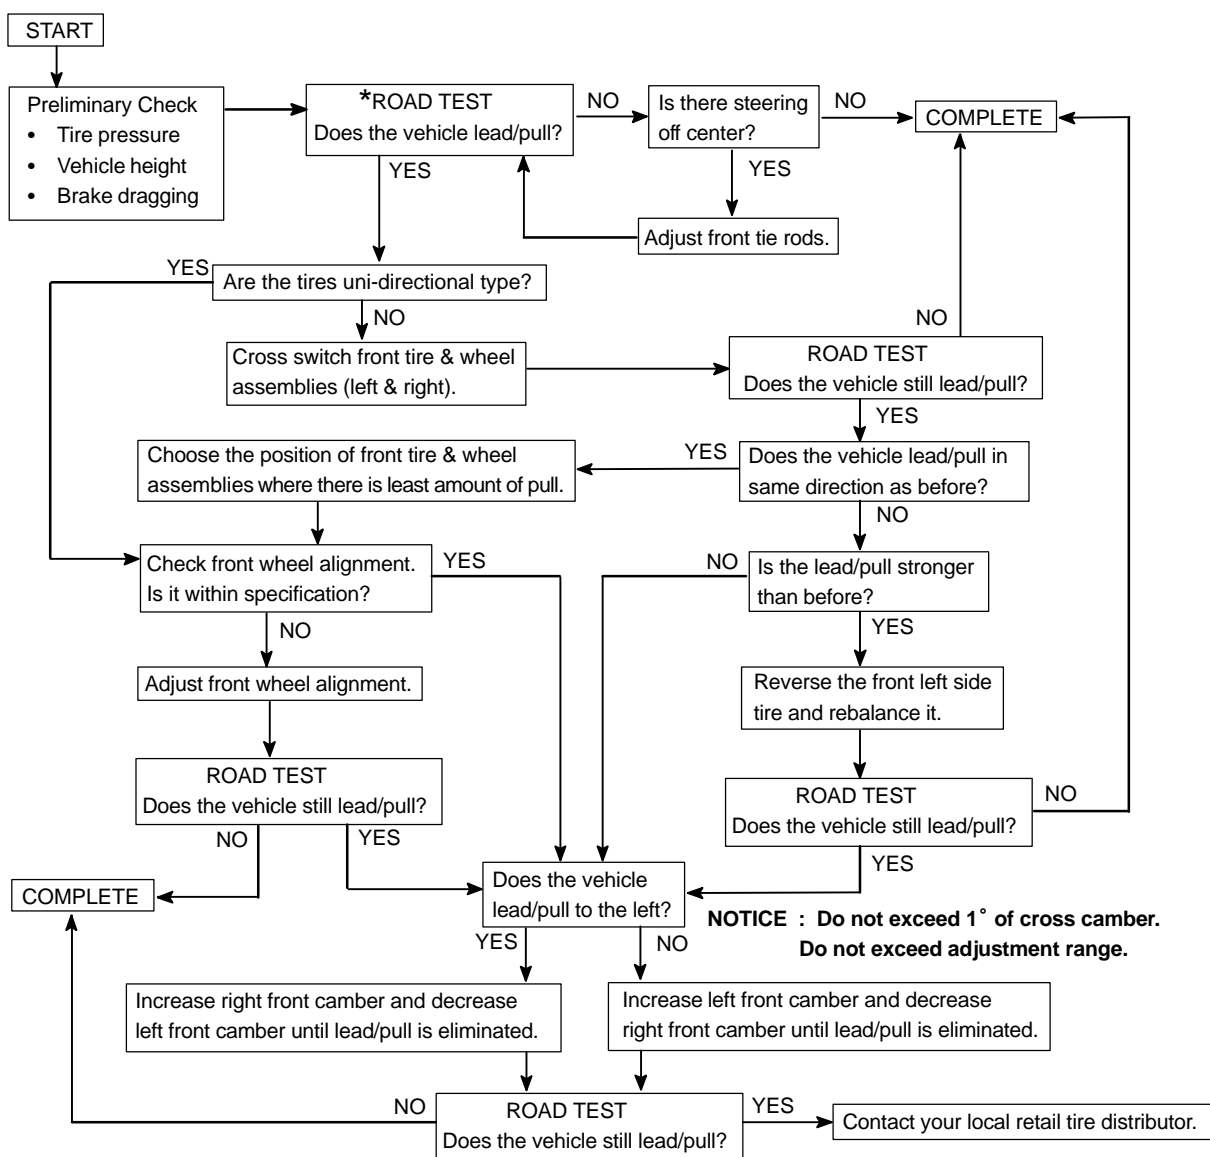 START
Preliminary Check
• Tire pressure
• Vehicle height
• Brake dragging
*ROAD TEST
Does the vehicle lead/pull?
NO
Is there steering
off center?
NO
COMPLETE
YES
YES
Adjust front tie rods.
YES
Are the tires uni-directional type?
NO
Cross switch front tire & wheel
assemblies (left & right).
NO
ROAD TEST
Does the vehicle still lead/pull?
YES
Choose the position of front tire & wheel
assemblies where there is least amount of pull.
YES
Does the vehicle lead/pull in
same direction as before?
NO
Check front wheel alignment.
Is it within specification?
YES
NO
Is the lead/pull stronger
than before?
NO
YES
Adjust front wheel alignment.
Reverse the front left side
tire and rebalance it.
ROAD TEST
Does the vehicle still lead/pull?
NO
YES
ROAD TEST
Does the vehicle still lead/pull?
NO
YES
COMPLETE
Does the vehicle
lead/pull to the left?
NOTICE : Do not exceed 1° of cross camber.
Do not exceed adjustment range.
YES
NO
Increase right front camber and decrease
left front camber until lead/pull is eliminated.
Increase left front camber and decrease
right front camber until lead/pull is eliminated.
NO
ROAD TEST
Does the vehicle still lead/pull?
YES
Contact your local retail tire distributor.